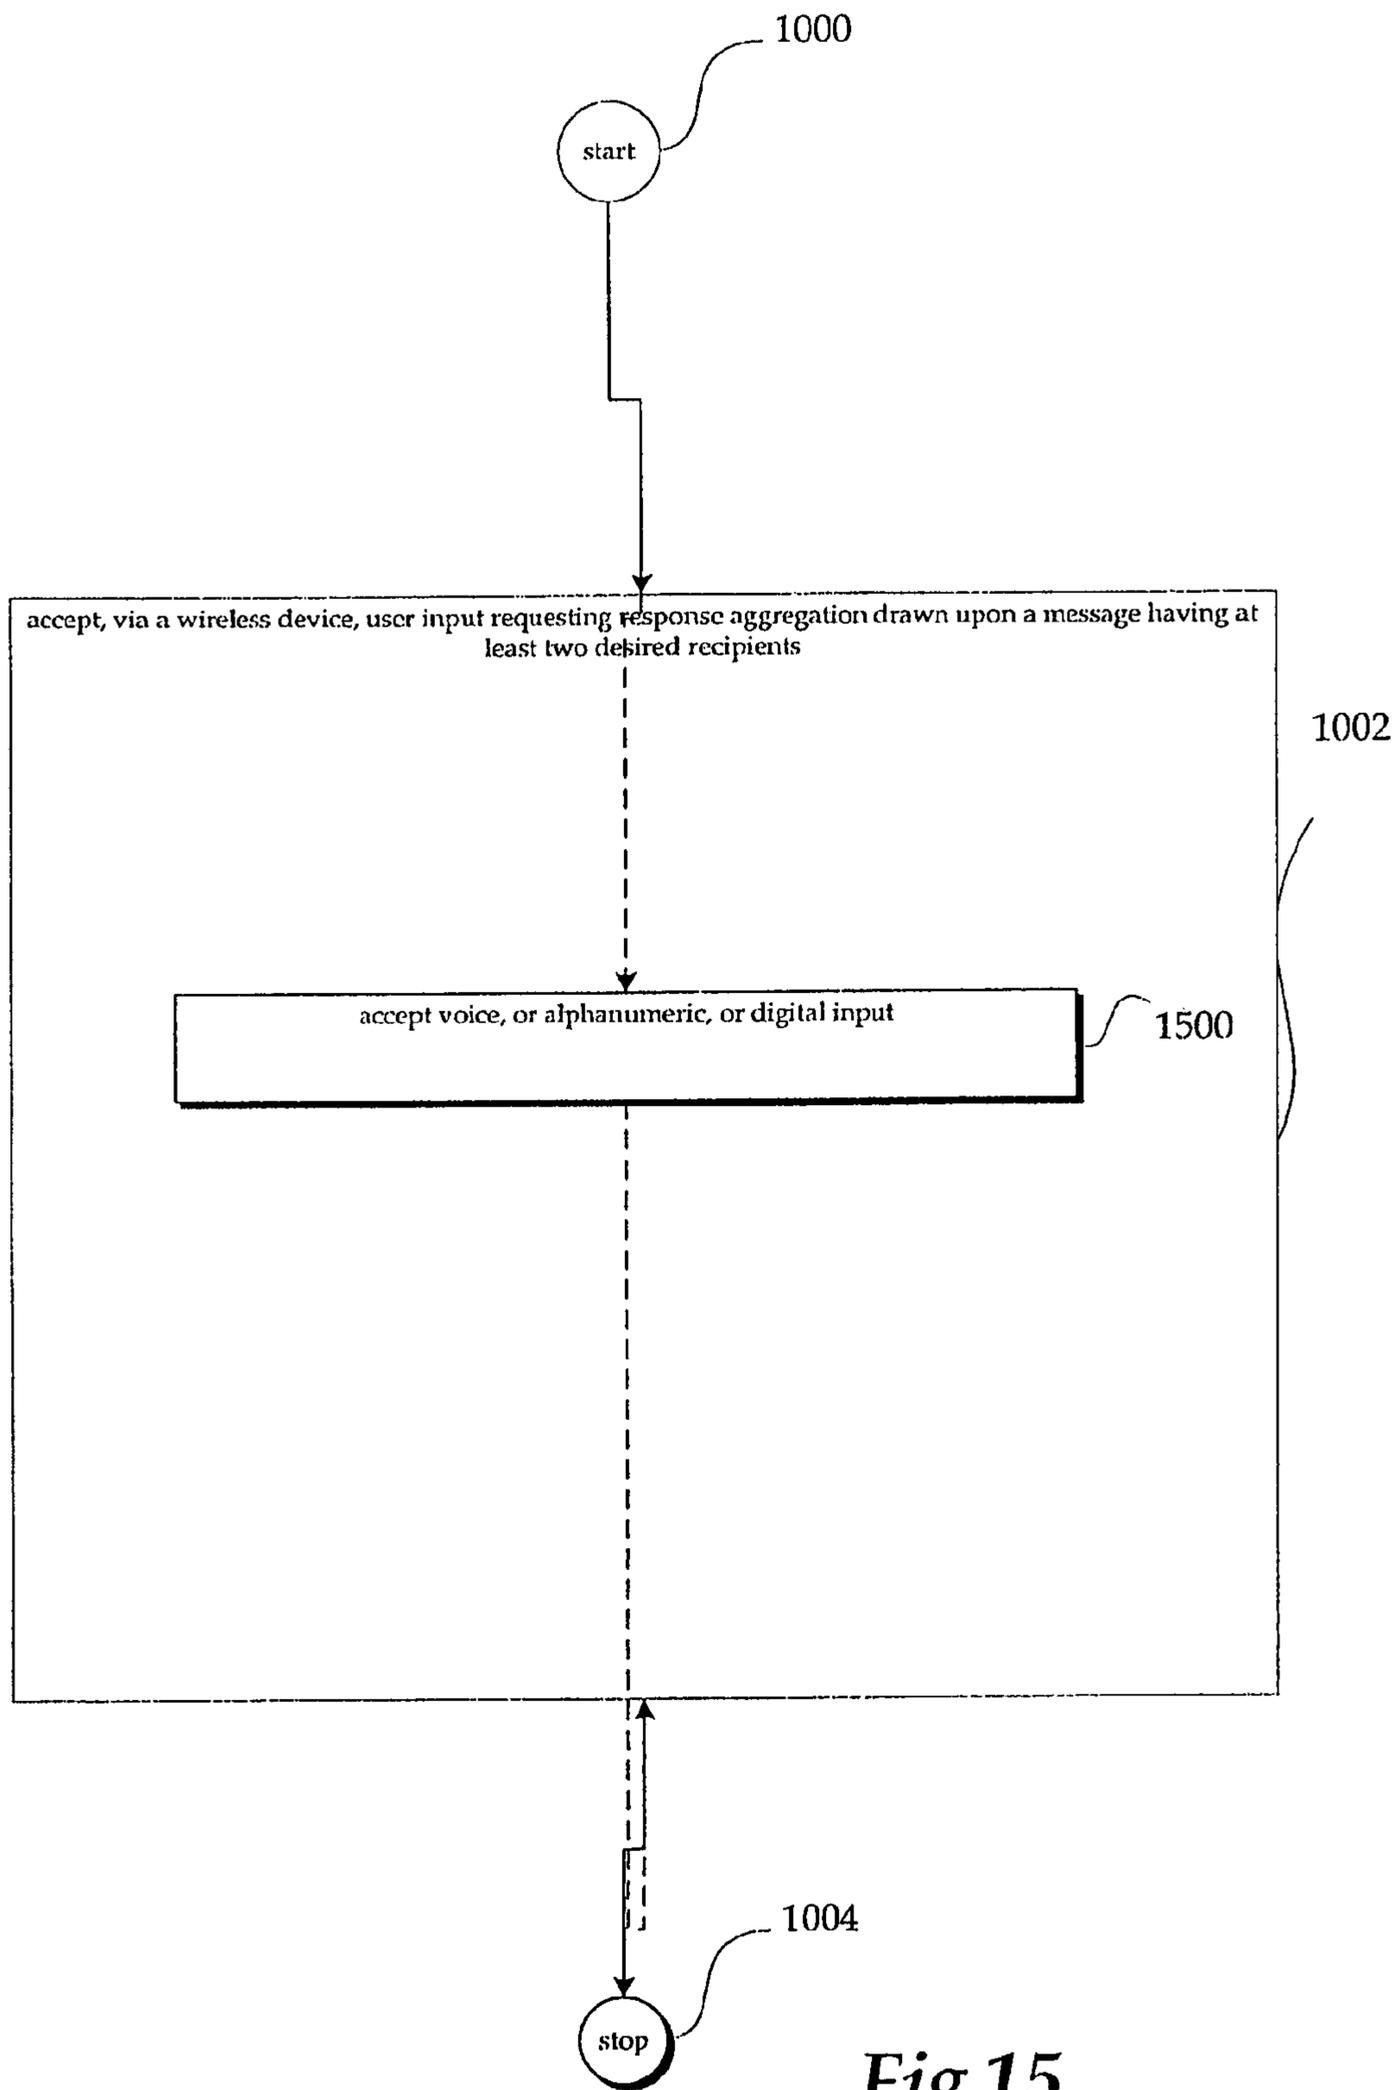 1000
start
accept, via a wireless device, user input requesting response aggregation drawn upon a message having at
least two desired recipients
1002
accept voice, or alphanumeric, or digital input
1500
1004
stop
Fig.15